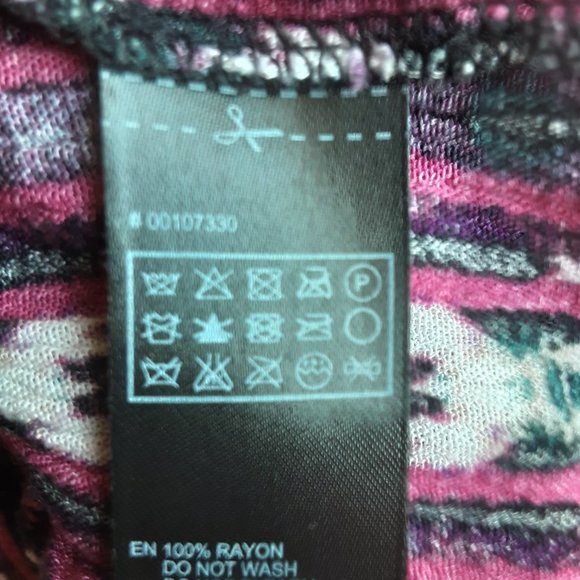 # 00107330
P
EN 100% RAYON
DO NOT WASH